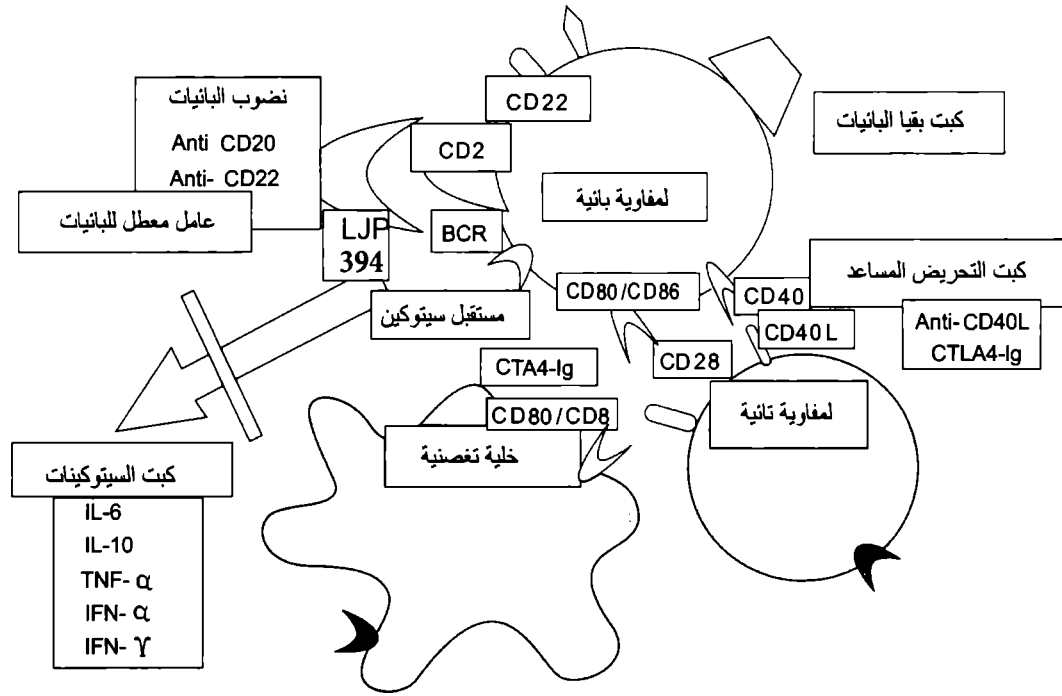 CD22
نضوب البائيات
Anti CD20
Anti- CD22
كبت بقيا البائيات
CD2
لمفاوية بائية
عامل معطل للبائيات
LJP
394
BCR
كبت التحريض المساعد
CD80/CD86
CD40
مستقبل سيتوكين
Anti-CD40L
CTLA4-Ig
CD40L
CTA4-Ig
CD28
CD80/CD8
لمفاوية تائية
خلية تغصنية
كبت السيتوكينات
IL-6
IL-10
TNF- α
IFN- α
IFN- γ